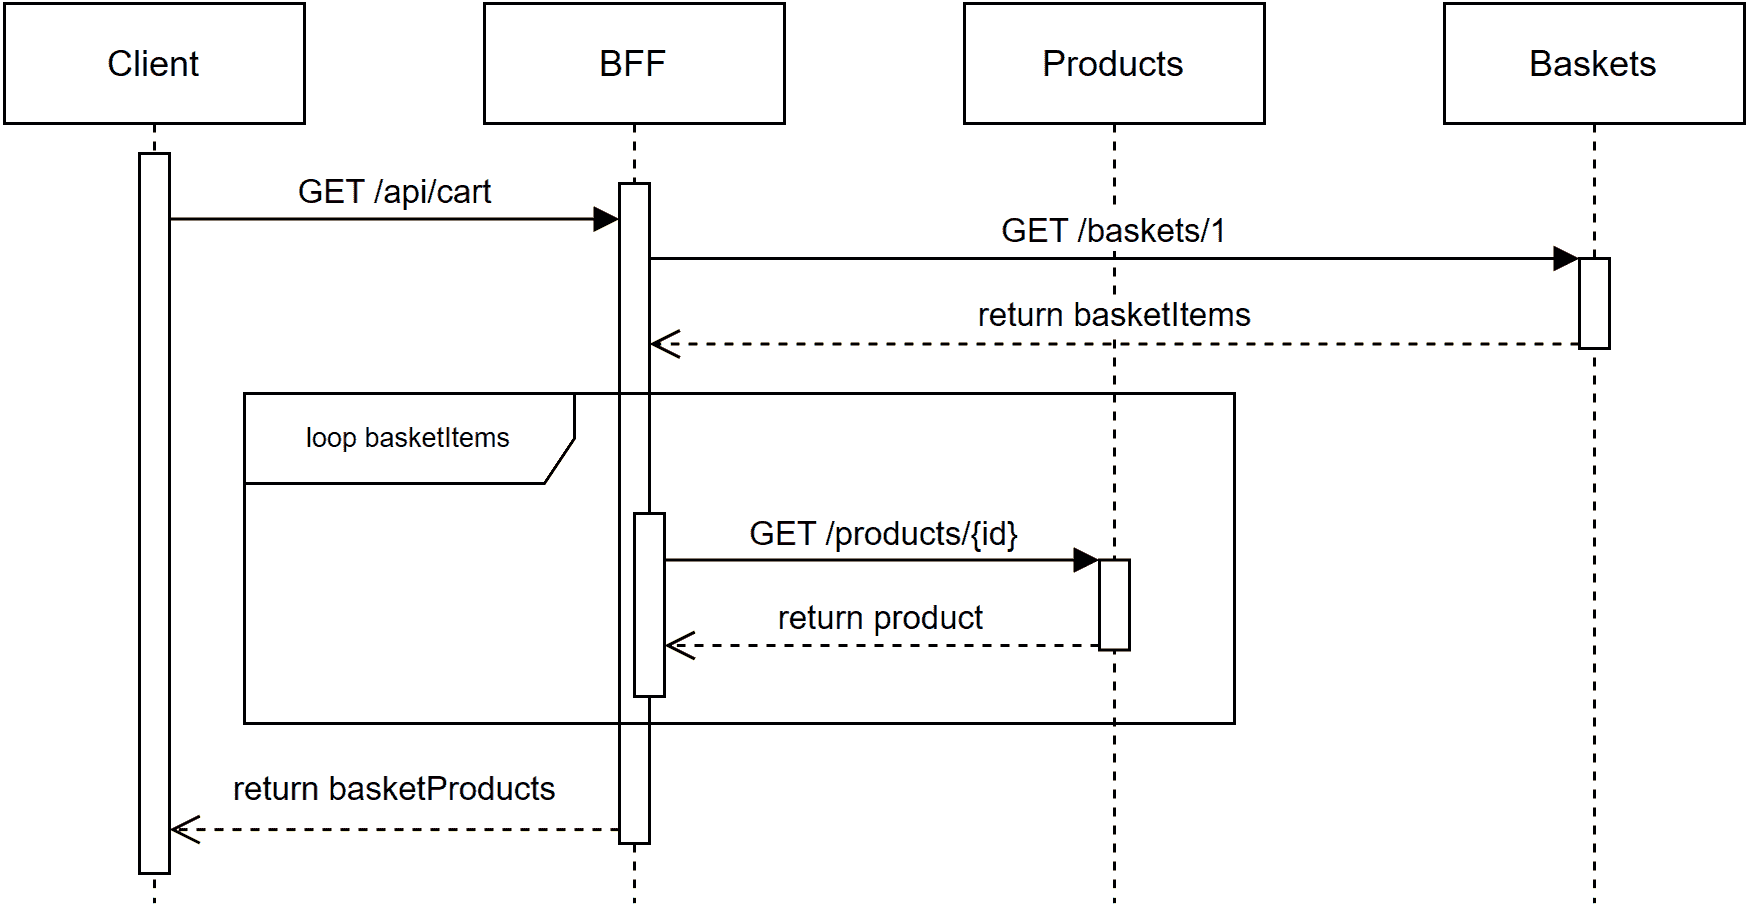 Client
BFF
Products
Baskets
GET /api/cart
GET /baskets/1
return basketItems
loop basketItems
GET /products/{id}
return product
return basketProducts